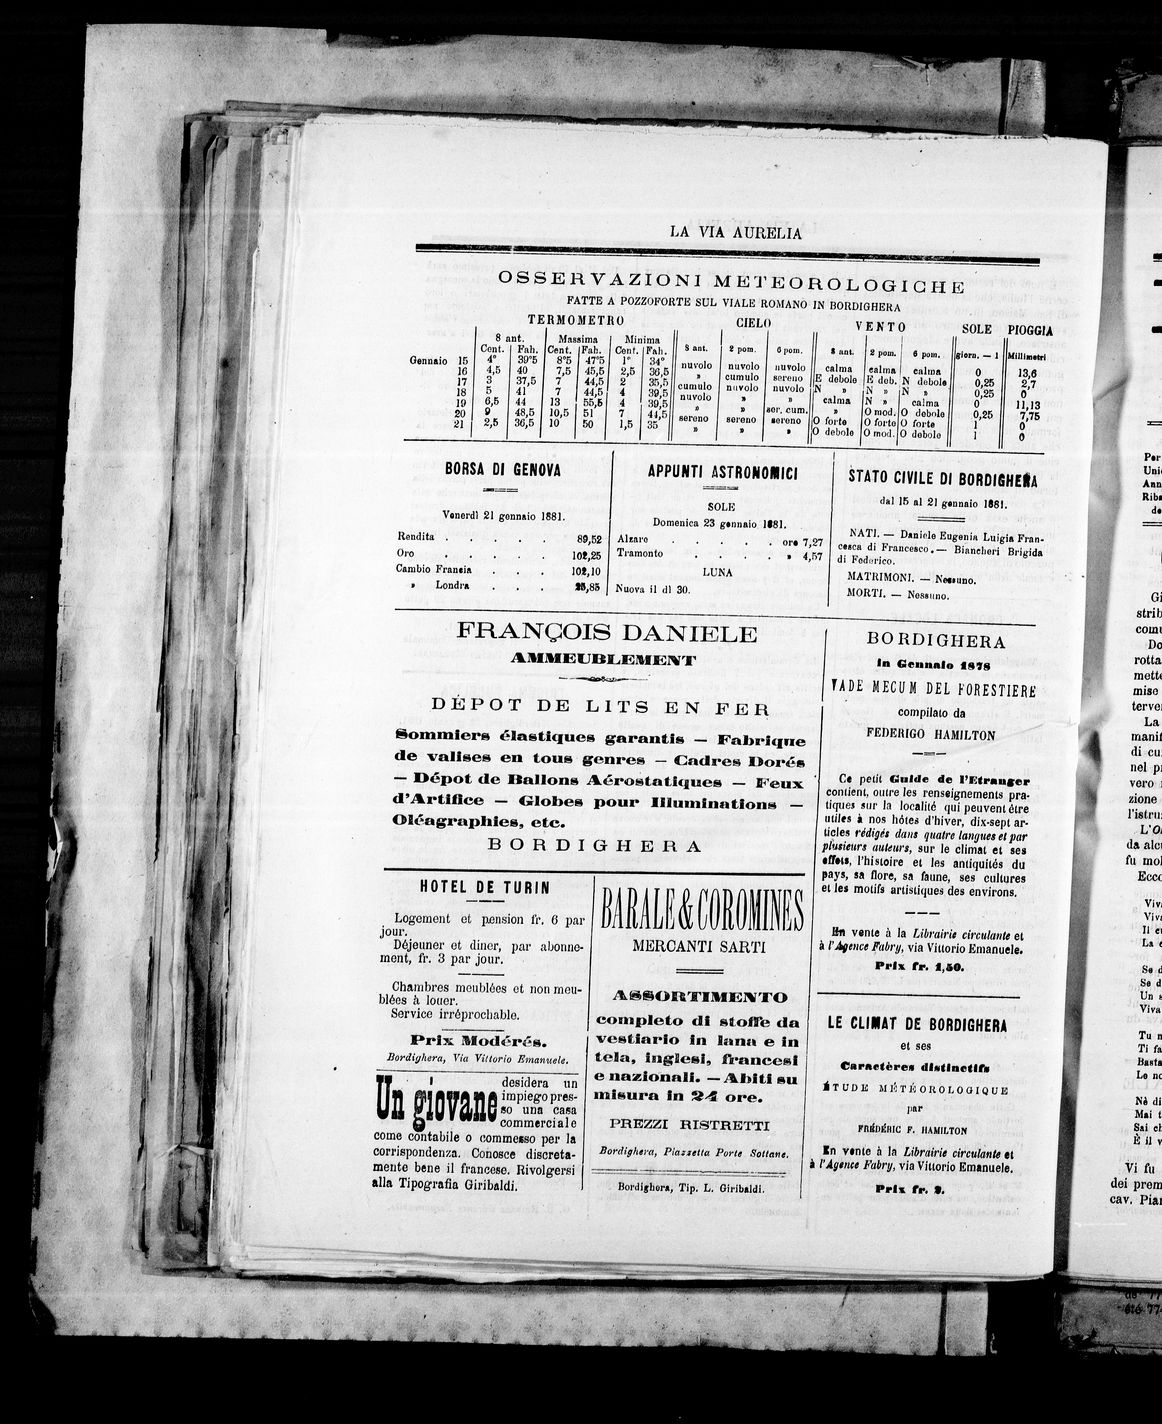 LA VIA AURELIA
OSSERVAZIONI METEOROLOGICHE
FATTE A POZZOFORTE SUL VIALE ROMANO IN BORDIGHERA
TERMOMETRO CIELO VENTO SOLE PIOGGIA
8 ant. Massima Minima 8 ant. 2 pom. 6 pom. 8 ant. 2 pom. 6 pom. giorn. — 1 Millimetri
Cent. Fah. Cent. Fah. Cent. Fah.
Gennaio 15 4° 39°5 8°5 47°5 1° 34° nuvolo nuvolo nuvolo calma calma calma 0 13,6
16 4,5 40 7,5 45,5 2,5 36,5 » cumulo sereno E debole E deb. N debole 0,25 2,7
17 3 37,5 7 44,5 2 35,5 cumulo nuvolo nuvolo N » N » N » 0,25 0
18 5 41 7 44,5 4 39,5 nuvolo » » calma N » calma 0 11,13
19 6,5 44 13 55,5 4 39,5 » » ser. cum. » O mod. O debole 0,25 7,75
20 9 48,5 10,5 51 7 44,5 sereno sereno sereno O forte O forte O forte 1 0
21 2,5 36,5 10 50 1,5 35 » » » O debole O mod. O debole 1 0
BORSA DI GENOVA
Venerdì 21 gennaio 1881.
Rendita . . . . . 89,52
Oro . . . . . 102,25
Cambio Francia . . . 102,10
» Londra . . . 25,85
APPUNTI ASTRONOMICI
SOLE
Domenica 23 gennaio 1881.
Alzare . . . . . ore 7,27
Tramonto . . . . » 4,57
LUNA
Nuova il dì 30.
STATO CIVILE DI BORDIGHERA
dal 15 al 21 gennaio 1881.
NATI. — Daniele Eugenia Luigia Fran-
cesca di Francesco. — Biancheri Brigida
di Federico.
MATRIMONI. — Nessuno.
MORTI. — Nessuno.
FRANÇOIS DANIELE
AMMEUBLEMENT
DÉPOT DE LITS EN FER
Sommiers élastiques garantis — Fabrique
de valises en tous genres — Cadres Dorés
— Dépot de Ballons Aérostatiques — Feux
d'Artifice — Globes pour Illuminations —
Oléagraphies, etc.
BORDIGHERA
HOTEL DE TURIN
Logement et pension fr. 6 par
jour.
Déjeuner et diner, par abonne-
ment, fr. 3 par jour.
Chambres meublées et non meu-
blées à louer.
Service irréprochable.
Prix Modérés.
Bordighera, Via Vittorio Emanuele.
Un giovane desidera un
impiego pres-
so una casa
commerciale
come contabile o commesso per la
corrispondenza. Conosce discreta-
mente bene il francese. Rivolgersi
alla Tipografia Giribaldi.
BARALE & COROMINES
MERCANTI SARTI
ASSORTIMENTO
completo di stoffe da
vestiario in lana e in
tela, inglesi, francesi
e nazionali. — Abiti su
misura in 24 ore.
PREZZI RISTRETTI
Bordighera, Piazzetta Porte Sottane.
Bordighera, Tip. L. Giribaldi.
BORDIGHERA
in Gennaio 1878
VADE MECUM DEL FORESTIERE
compilato da
FEDERIGO HAMILTON
Ce petit Guide de l'Etranger
contient, outre les renseignements pra-
tiques sur la localité qui peuvent être
utiles à nos hôtes d'hiver, dix-sept ar-
ticles rédigés dans quatre langues et par
plusieurs auteurs, sur le climat et ses
effets, l'histoire et les antiquités du
pays, sa flore, sa faune, ses cultures
et les motifs artistiques des environs.
En vente à la Librairie circulante et
à l'Agence Fabry, via Vittorio Emanuele.
Prix fr. 1,50.
LE CLIMAT DE BORDIGHERA
et ses
Caractères distinctifs
ÉTUDE MÉTÉOROLOGIQUE
par
FRÉDÉRIC F. HAMILTON
En vente à la Librairie circulante et
à l'Agence Fabry, via Vittorio Emanuele.
Prix fr. 2.